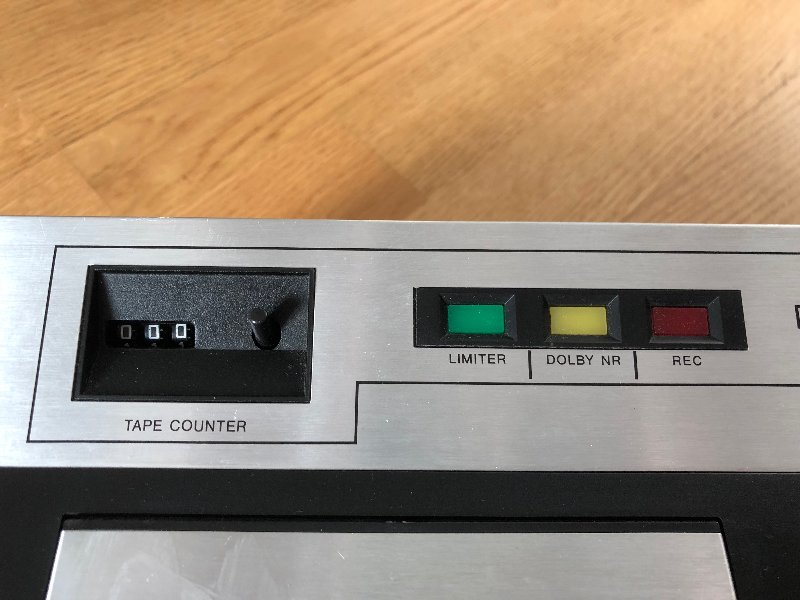 000
TAPE COUNTER
LIMITER
DOLBY NR
REC